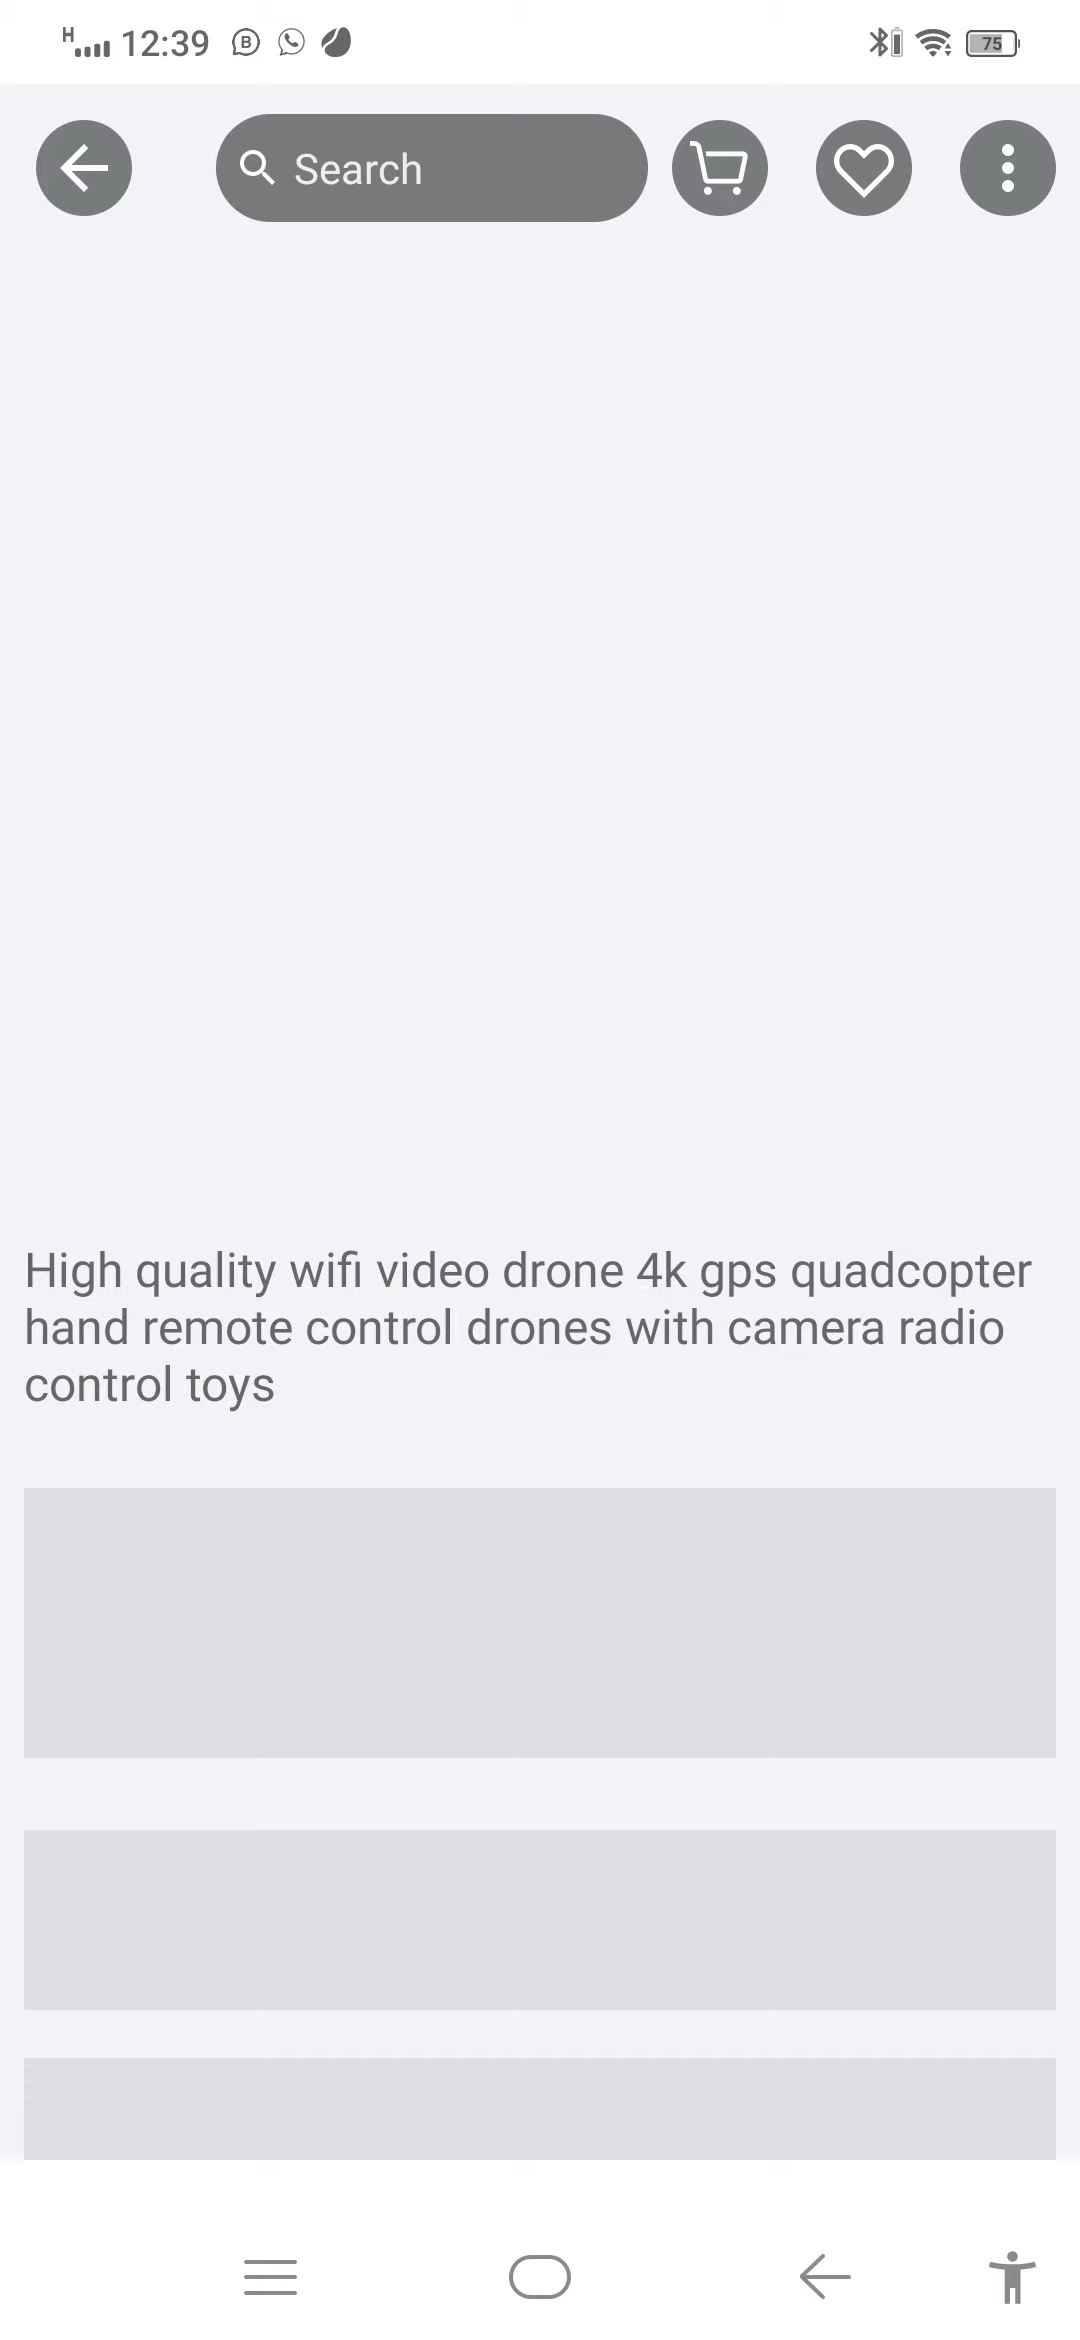 H 12:39 B 75
Search
High quality wifi video drone 4k gps quadcopter
hand remote control drones with camera radio
control toys